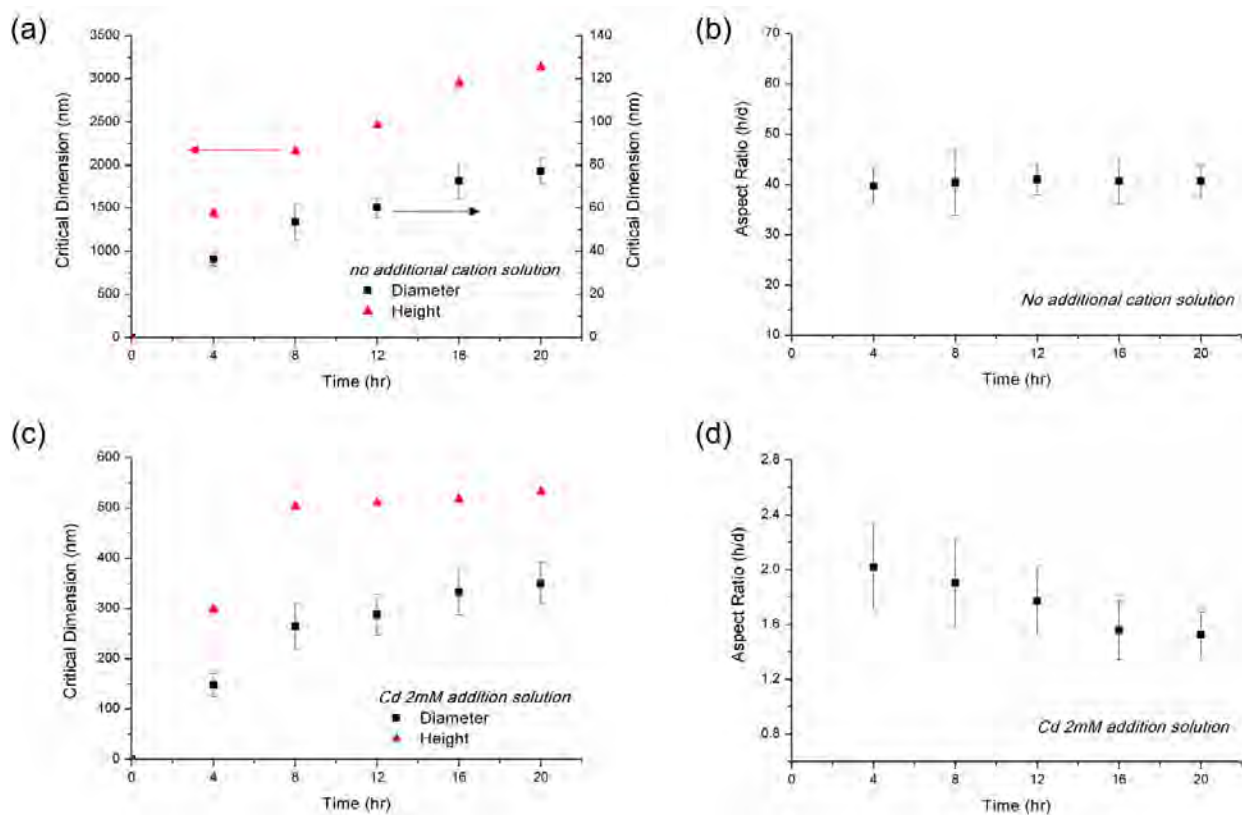 (a)
3500
3000
2500
2000
1500
1000
500
0
Critical Dimension (nm)
140
120
100
80
60
40
20
0
Critical Dimension (nm)
no additional cation solution
Diameter
Height
0 4 8 12 16 20
Time (hr)
(b)
70
60
50
40
30
20
10
Aspect Ratio (h/d)
No additional cation solution
0 4 8 12 16 20
Time (hr)
(c)
600
500
400
300
200
100
0
Critical Dimension (nm)
Cd 2mM addition solution
Diameter
Height
0 4 8 12 16 20
Time (hr)
(d)
2.8
2.4
2.0
1.6
1.2
0.8
Aspect Ratio (h/d)
Cd 2mM addition solution
0 4 8 12 16 20
Time (hr)